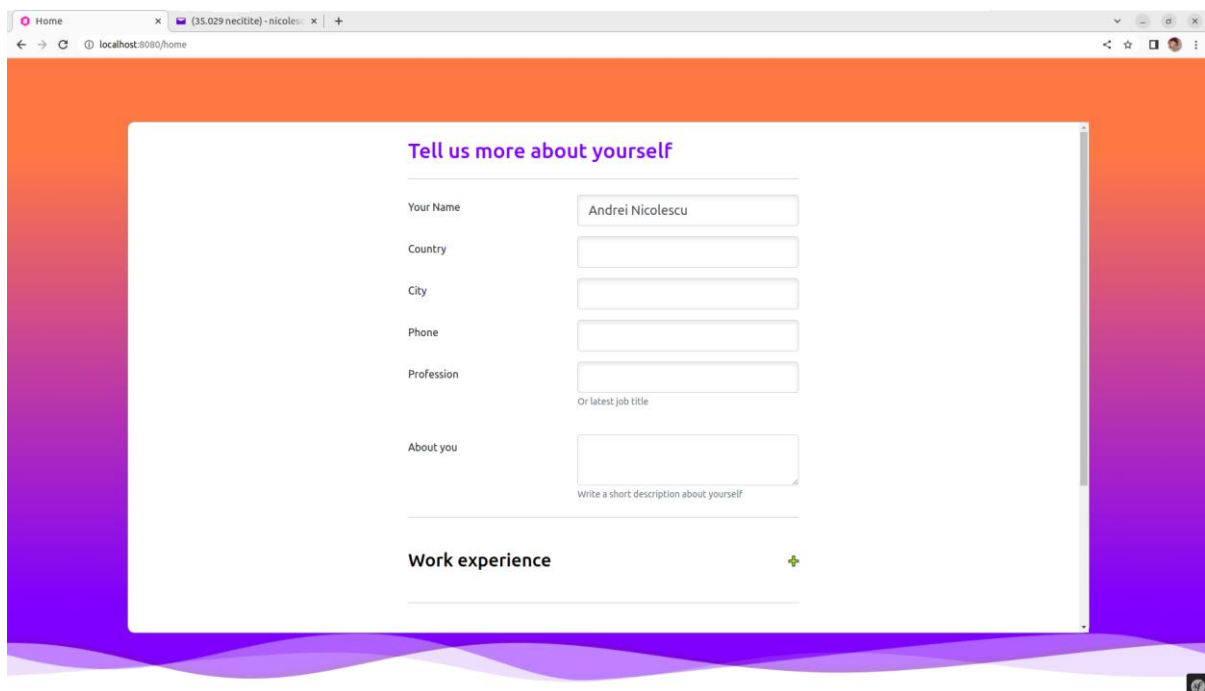 Home
(35.029 necitite) - nicolesc
localhost:8080/home
Tell us more about yourself
Your Name
Andrei Nicolescu
Country
City
Phone
Profession
Or latest job title
About you
Write a short description about yourself
Work experience